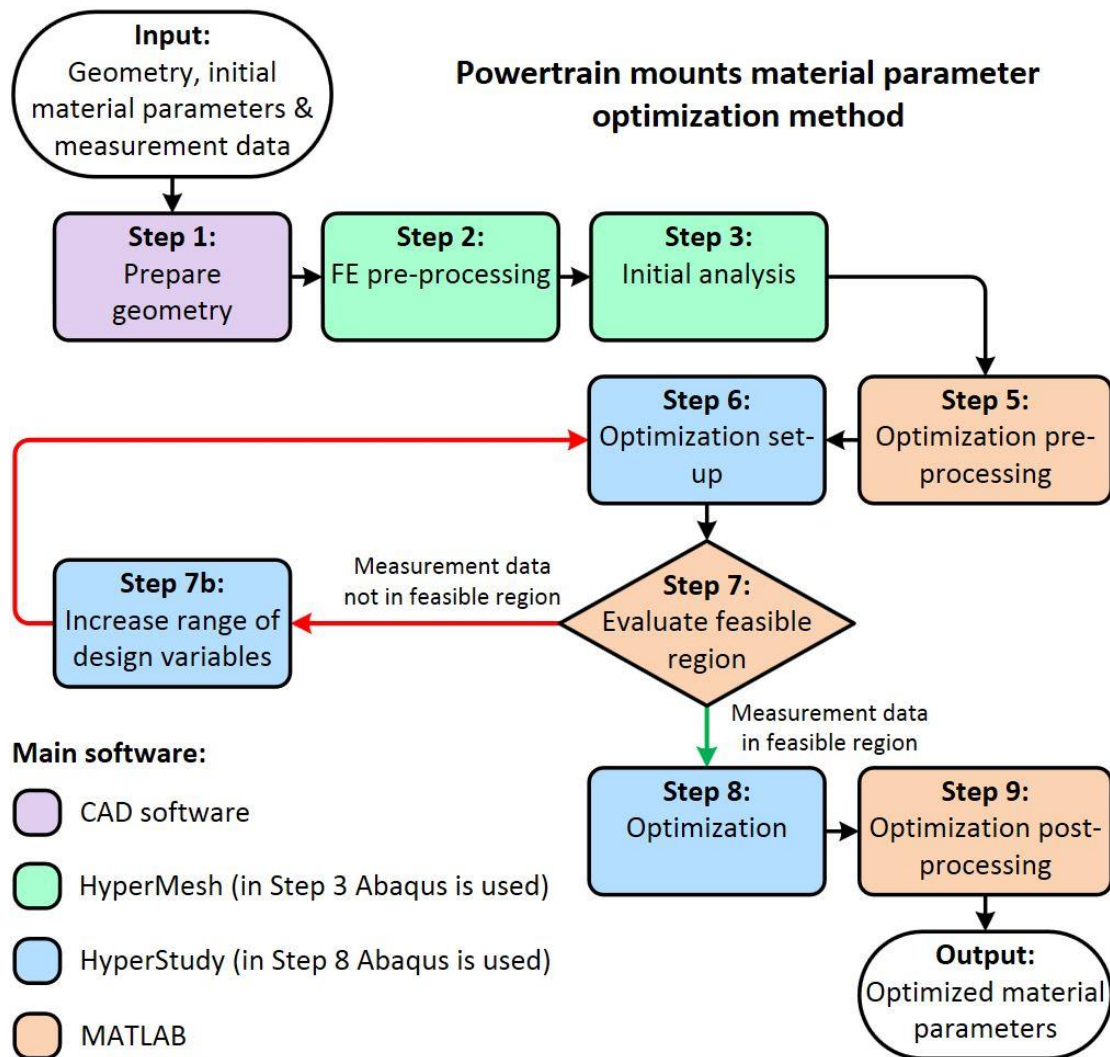 Input:
Geometry, initial
material parameters &
measurement data
Powertrain mounts material parameter
optimization method
Step 1:
Prepare
geometry
Step 2:
FE pre-processing
Step 3:
Initial analysis
Step 6:
Optimization set-
up
Step 5:
Optimization pre-
processing
Step 7b:
Increase range of
design variables
Measurement data
not in feasible region
Step 7:
Evaluate feasible
region
Measurement data
in feasible region
Step 8:
Optimization
Step 9:
Optimization post-
processing
Output:
Optimized material
parameters
Main software:
CAD software
HyperMesh (in Step 3 Abaqus is used)
HyperStudy (in Step 8 Abaqus is used)
MATLAB